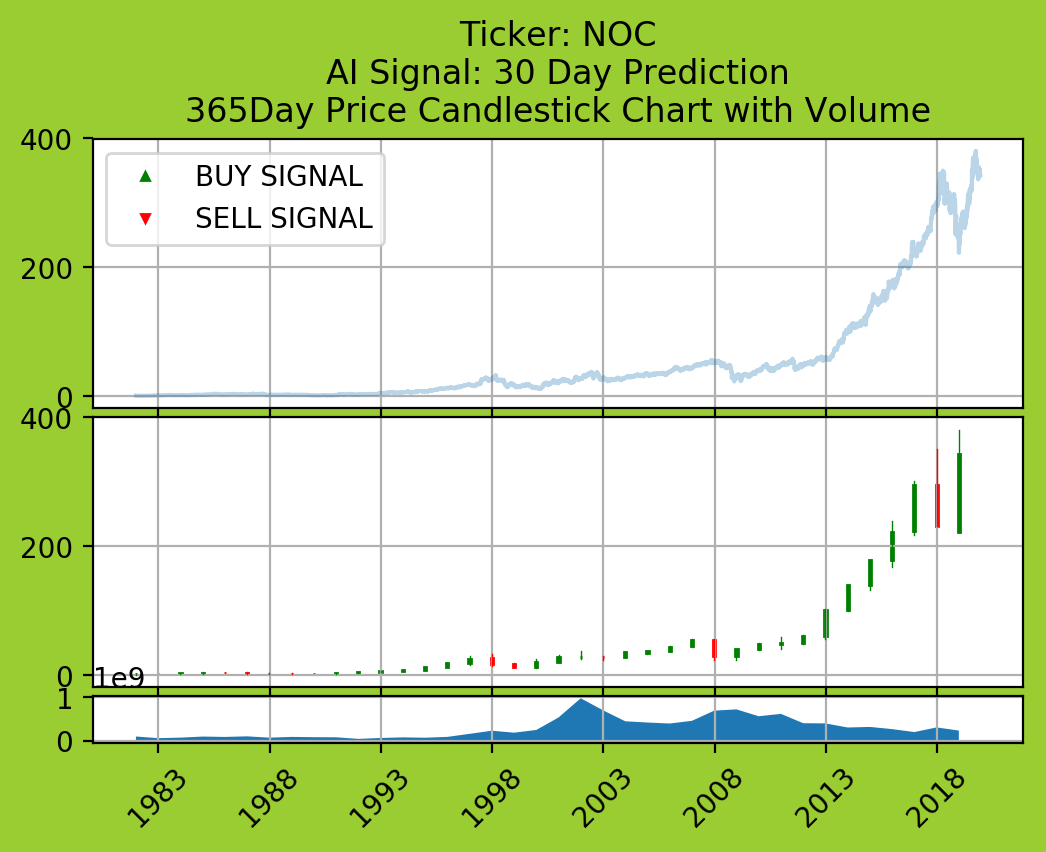 Ticker: NOC
AI Signal: 30 Day Prediction
365Day Price Candlestick Chart with Volume
400
BUY SIGNAL
SELL SIGNAL
200
0
400
200
0
1e9
1
0
1983 1988 1993 1998 2003 2008 2013 2018